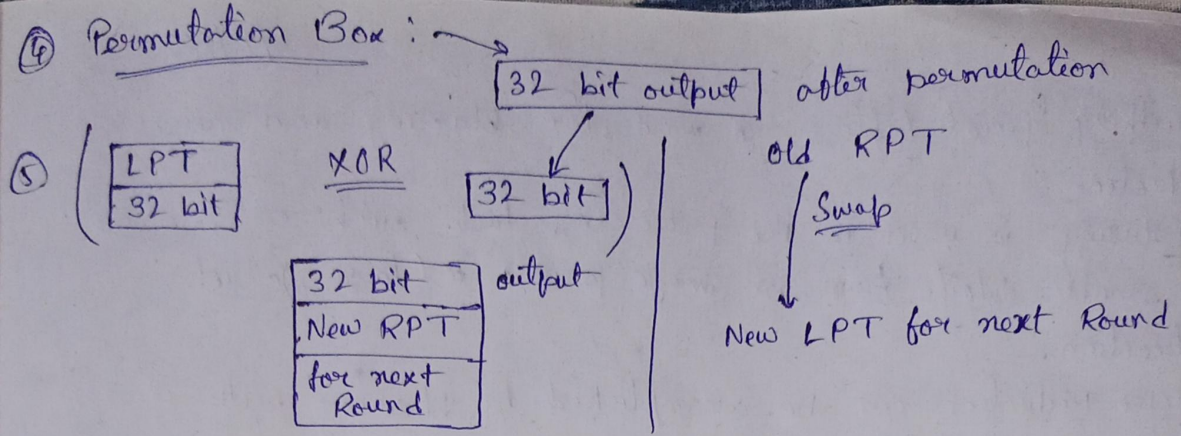 ④ Permutation Box :
32 bit output after permutation
⑤ ( LPT XOR 32 bit )
32 bit
32 bit output
New RPT
for next
Round
Old RPT
Swap
New LPT for next Round